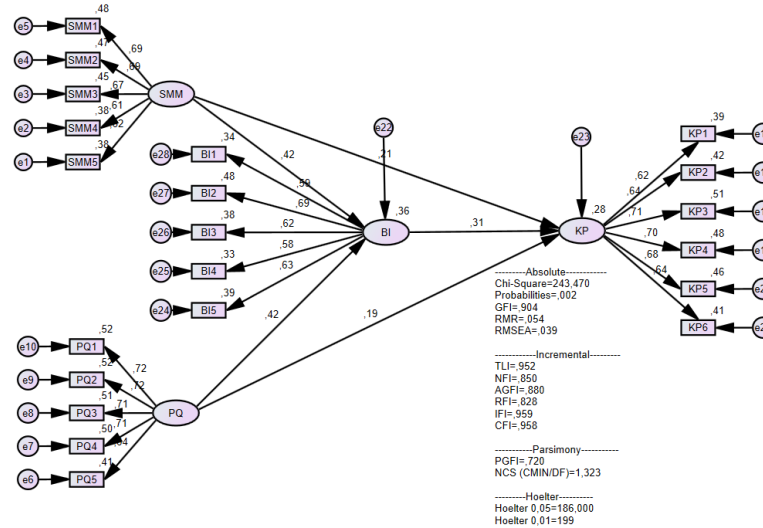 ,48
e5 SMM1
,69
,47
e4 SMM2
,69
,45
e3 SMM3
,67
SMM
,38
e2 SMM4
,61
,38
e1 SMM5
,42
,21
e22
e23
,34
e28 BI1
,59
,48
e27 BI2
,69
,38
e26 BI3
,62
,33
e25 BI4
,58
,39
e24 BI5
,63
,36
BI
,31
,28
KP
,39
KP1
,62
,42
KP2
,64
,51
KP3
,71
,48
KP4
,70
,46
KP5
,68
,41
KP6
,64
,42
,19
,52
e10 PQ1
,72
,52
e9 PQ2
,72
,51
e8 PQ3
,71
PQ
,50
e7 PQ4
,71
,41
e6 PQ5
---------Absolute------------
Chi-Square=243,470
Probabilities=,002
GFI=,904
RMR=,054
RMSEA=,039
------------Incremental---------
TLI=,952
NFI=,850
AGFI=,880
RFI=,828
IFI=,959
CFI=,958
-----------Parsimony-----------
PGFI=,720
NCS (CMIN/DF)=1,323
---------Hoelter----------
Hoelter 0,05=186,000
Hoelter 0,01=199